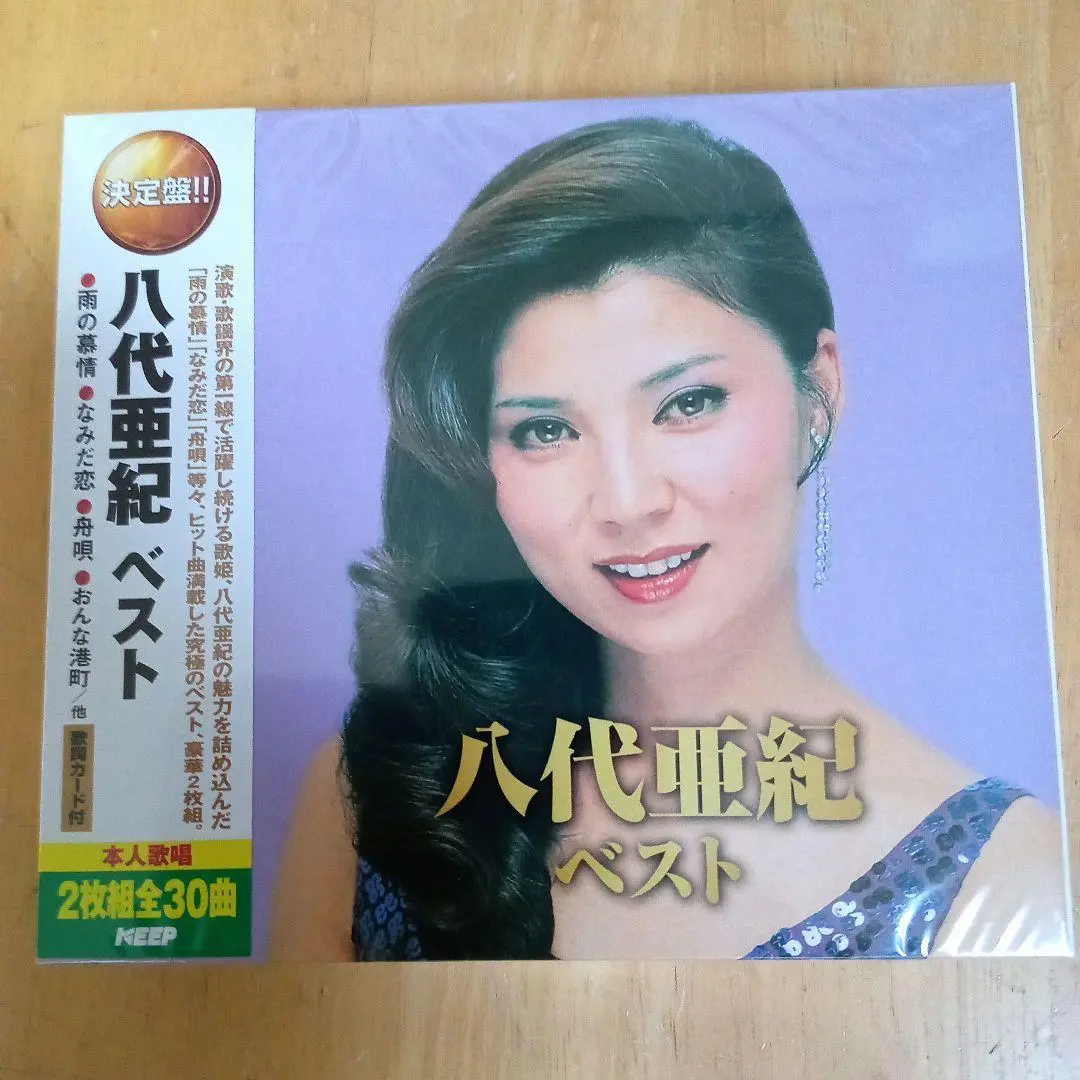 決定盤!!
演歌・歌謡界の第一線で活躍し続ける歌姫、八代亜紀の魅力を詰め込んだ
「雨の慕情」「なみだ恋」「舟唄」等々、ヒット曲満載した究極のベスト、豪華2枚組。
八代亜紀 ベスト
●雨の慕情●なみだ恋●舟唄●おんな港町/他
歌詞カード付
本人歌唱
2枚組全30曲
KEEP
八代亜紀
ベスト